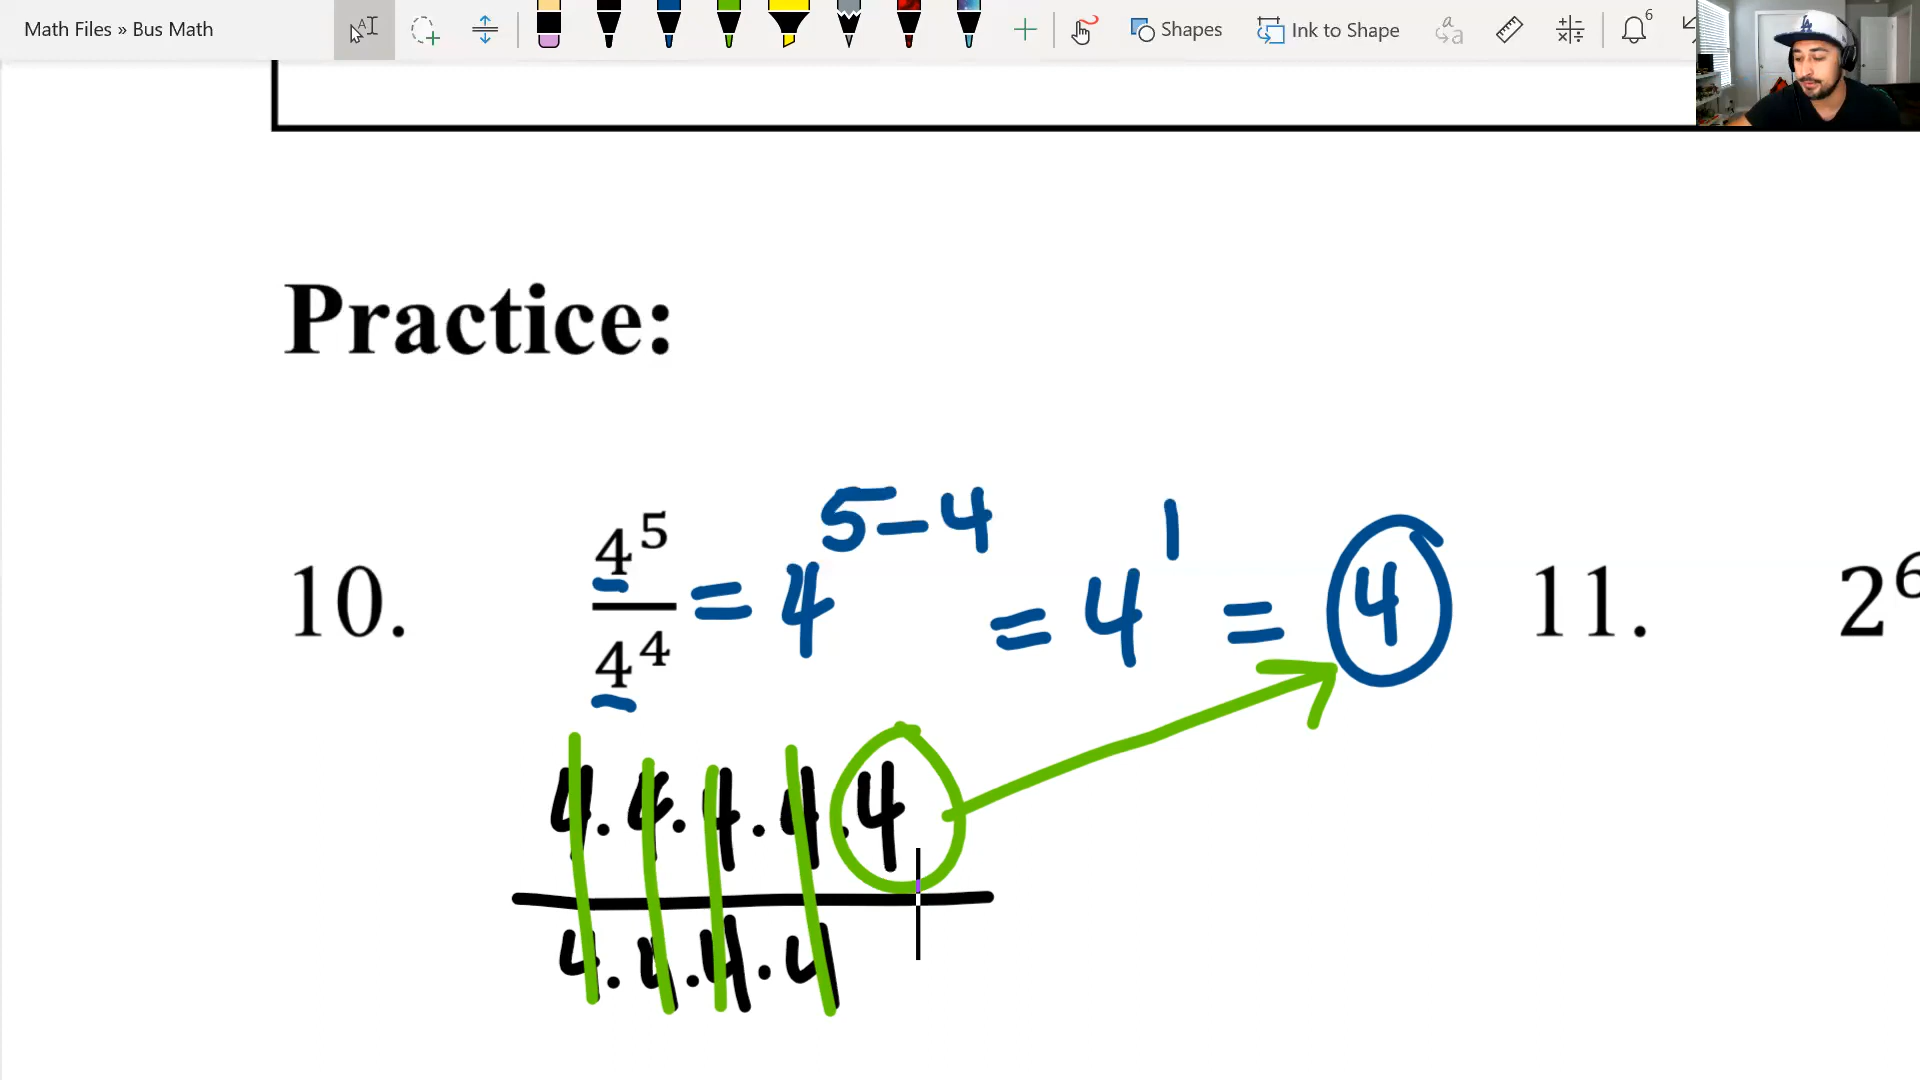 Math Files » Bus Math
Shapes
Ink to Shape
6
Practice:
10. 4^5/4^4 = 4^(5-4) = 4^1 = 4
11. 2^6
4·4·4·4·4
4·4·4·4